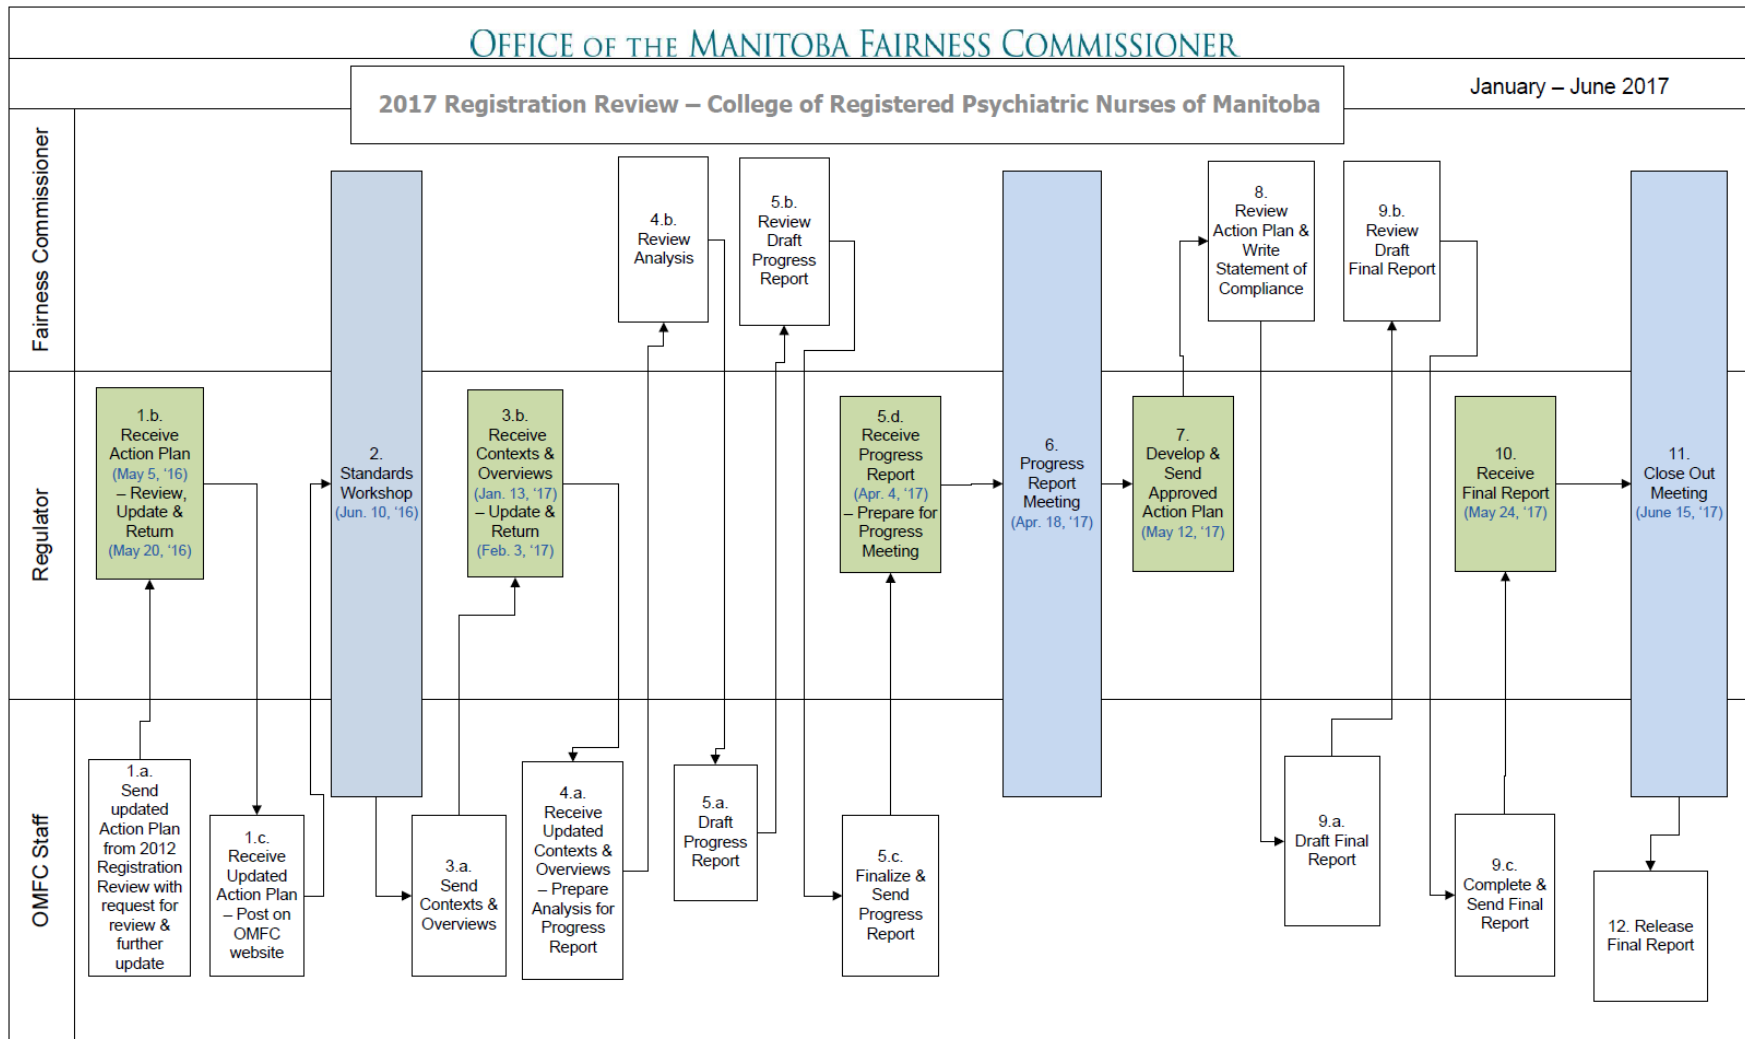 OFFICE OF THE MANITOBA FAIRNESS COMMISSIONER
2017 Registration Review – College of Registered Psychiatric Nurses of Manitoba
January – June 2017
Fairness Commissioner
4.b.
Review
Analysis
5.b.
Review
Draft
Progress
Report
8.
Review
Action Plan &
Write
Statement of
Compliance
9.b.
Review
Draft
Final Report
Regulator
1.b.
Receive
Action Plan
(May 5, ‘16)
– Review,
Update &
Return
(May 20, ‘16)
2.
Standards
Workshop
(Jun. 10, ‘16)
3.b.
Receive
Contexts &
Overviews
(Jan. 13, ‘17)
– Update &
Return
(Feb. 3, ‘17)
5.d.
Receive
Progress
Report
(Apr. 4, ‘17)
– Prepare for
Progress
Meeting
6.
Progress
Report
Meeting
(Apr. 18, ‘17)
7.
Develop &
Send
Approved
Action Plan
(May 12, ‘17)
10.
Receive
Final Report
(May 24, ‘17)
11.
Close Out
Meeting
(June 15, ‘17)
OMFC Staff
1.a.
Send
updated
Action Plan
from 2012
Registration
Review with
request for
review &
further
update
1.c.
Receive
Updated
Action Plan
– Post on
OMFC
website
3.a.
Send
Contexts &
Overviews
4.a.
Receive
Updated
Contexts &
Overviews
– Prepare
Analysis for
Progress
Report
5.a.
Draft
Progress
Report
5.c.
Finalize &
Send
Progress
Report
9.a.
Draft Final
Report
9.c.
Complete &
Send Final
Report
12. Release
Final Report